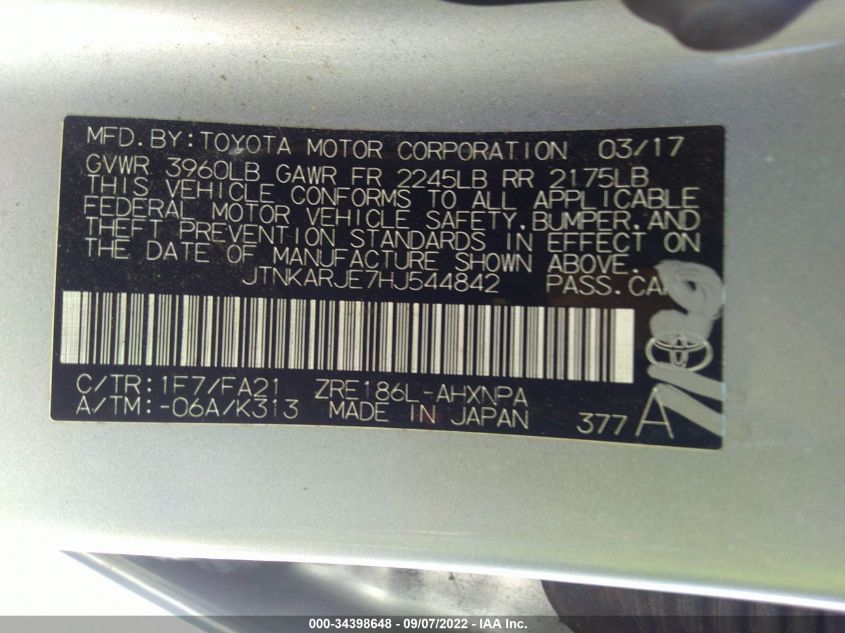 MFD.BY:TOYOTA MOTOR CORPORATION 03/17
GVWR 3960LB GAWR FR 2245LB RR 2175LB
THIS VEHICLE CONFORMS TO ALL APPLICABLE
FEDERAL MOTOR VEHICLE SAFETY,BUMPER,AND
THEFT PREVENTION STANDARDS IN EFFECT ON
THE DATE OF MANUFACTURE SHOWN ABOVE.
JTNKARJE7HJ544842 PASS.CAR
C/TR:1F7/FA21 ZRE186L-AHXNPA
A/TM:-06A/K313 MADE IN JAPAN 377 A
000-34398648 - 09/07/2022 - IAA Inc.